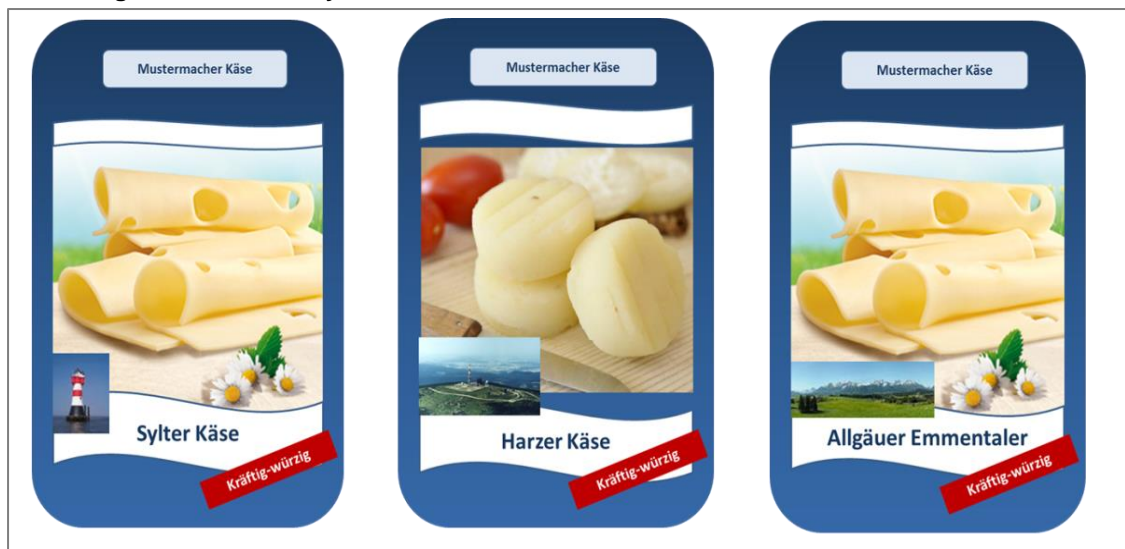 Mustermacher Käse
Sylter Käse
Kräftig-würzig
Mustermacher Käse
Harzer Käse
Kräftig-würzig
Mustermacher Käse
Allgäuer Emmentaler
Kräftig-würzig